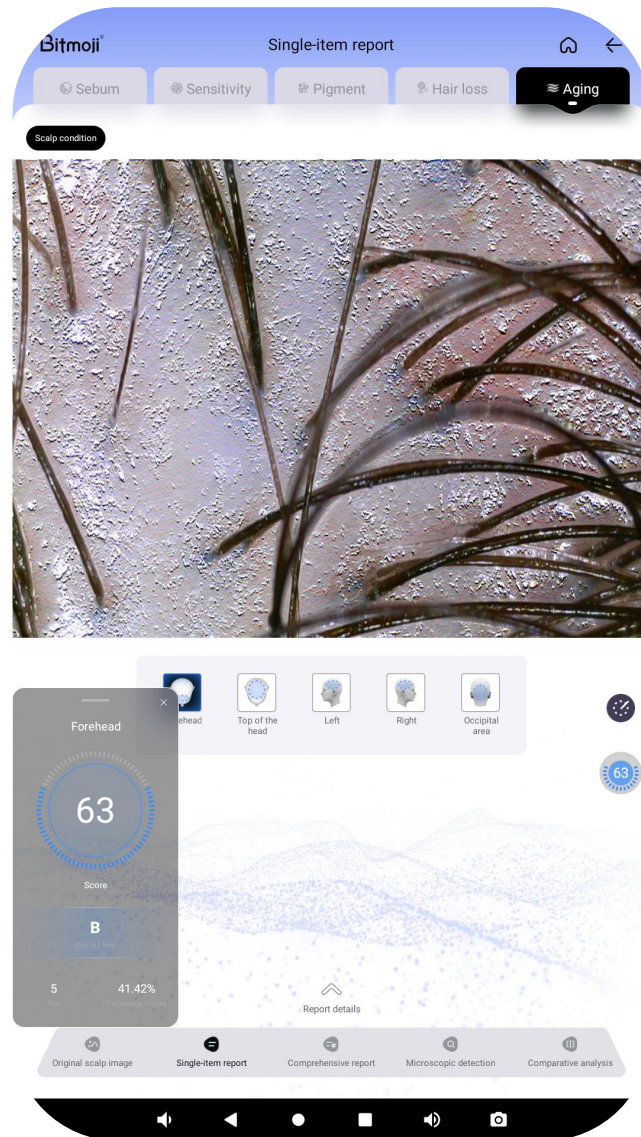 Bitmoji®
Single-item report
Sebum
Sensitivity
Pigment
Hair loss
Aging
Scalp condition
ehead
Top of the
head
Left
Right
Occipital
area
Forehead
63
Score
B
5
41.42%
63
Report details
Original scalp image
Single-item report
Comprehensive report
Microscopic detection
Comparative analysis